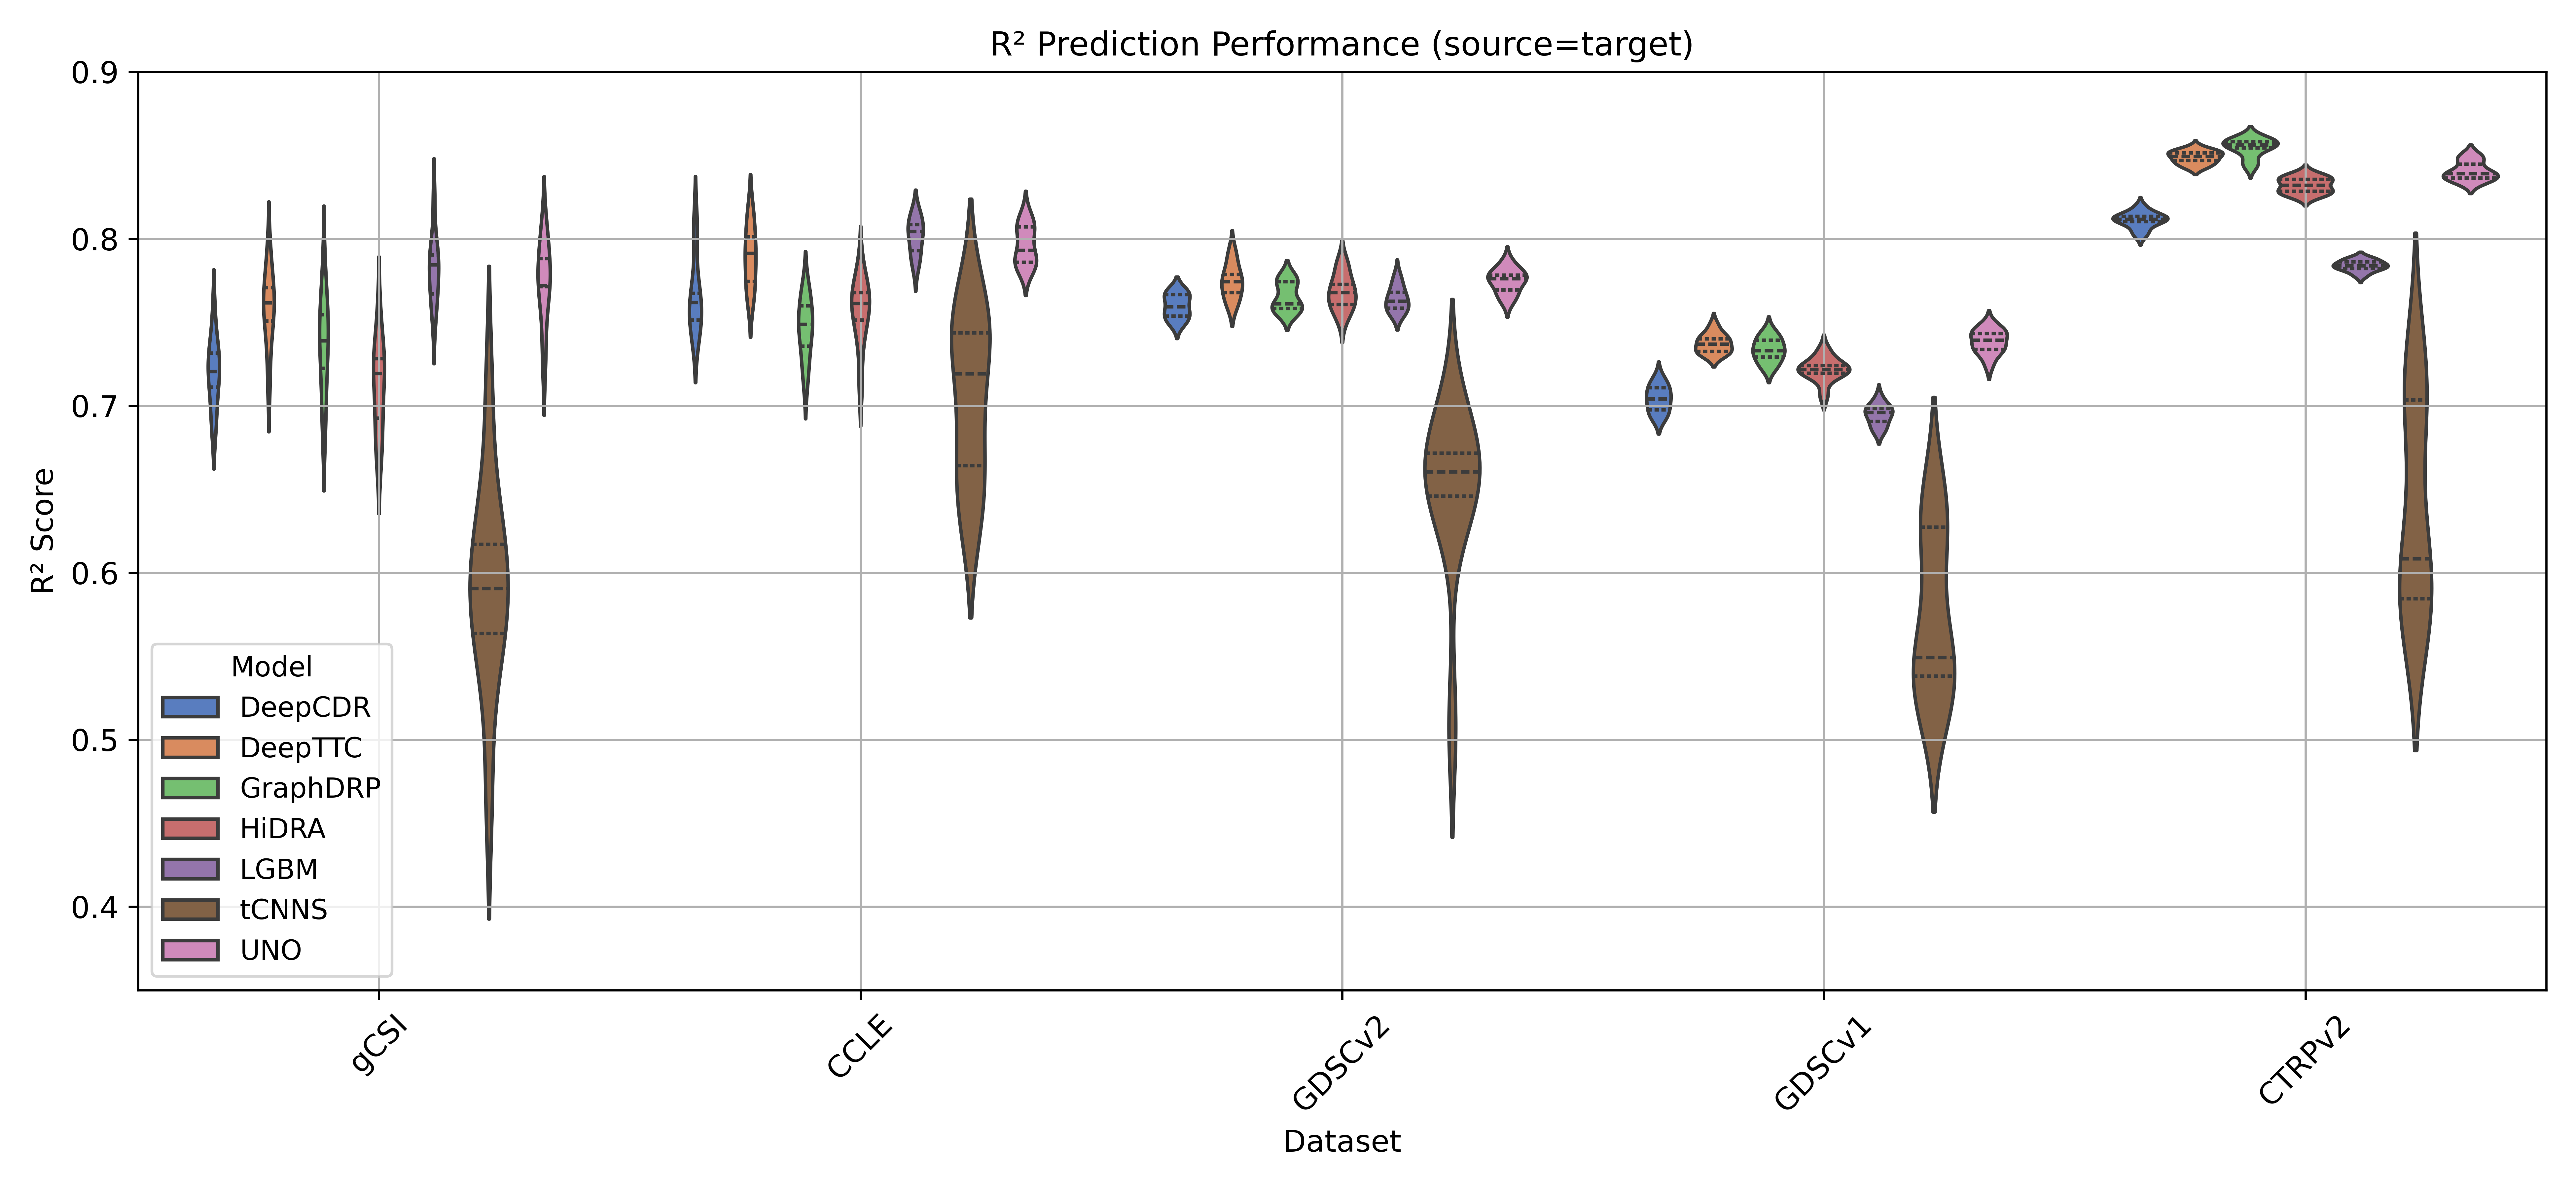 R² Prediction Performance (source=target)
R² Score
0.9
0.8
0.7
0.6
0.5
0.4
Model
DeepCDR
DeepTTC
GraphDRP
HiDRA
LGBM
tCNNS
UNO
gCSI
CCLE
GDSCv2
GDSCv1
CTRPv2
Dataset